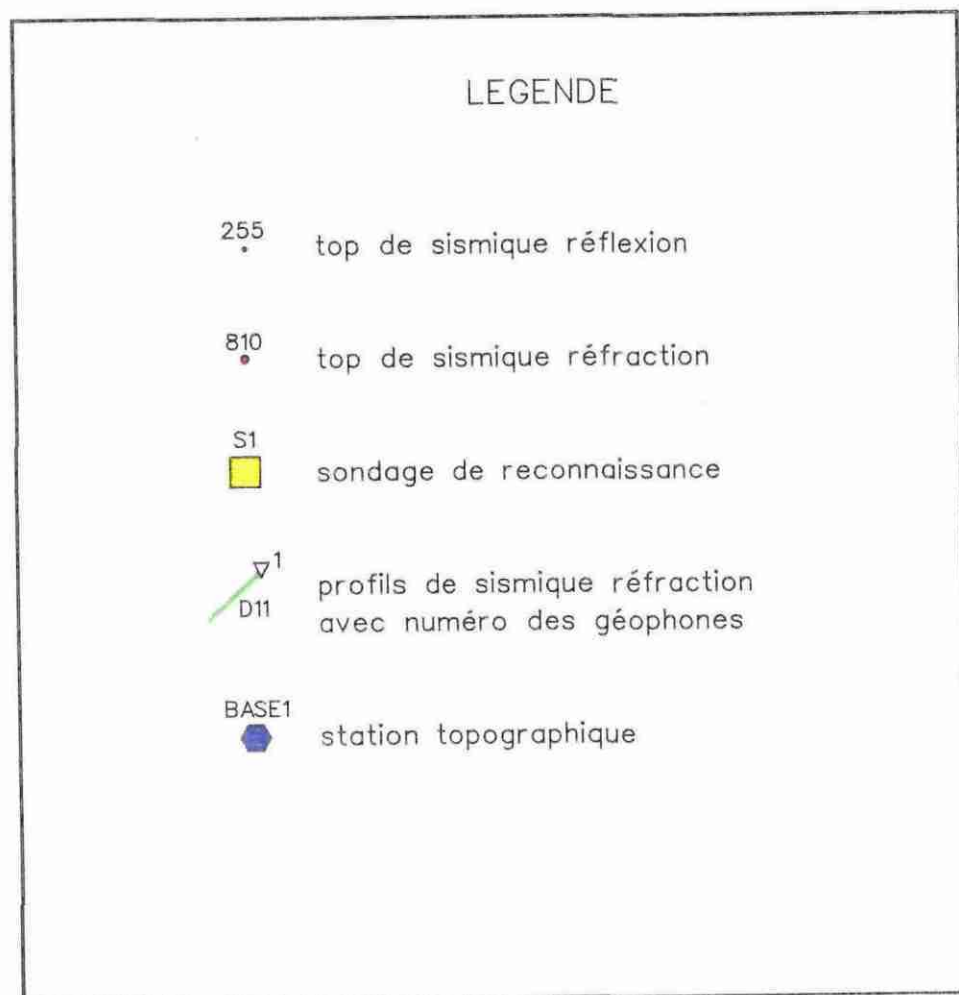 LEGENDE
255
top de sismique réflexion
810
top de sismique réfraction
S1
sondage de reconnaissance
1
D11
profils de sismique réfraction
avec numéro des géophones
BASE1
station topographique